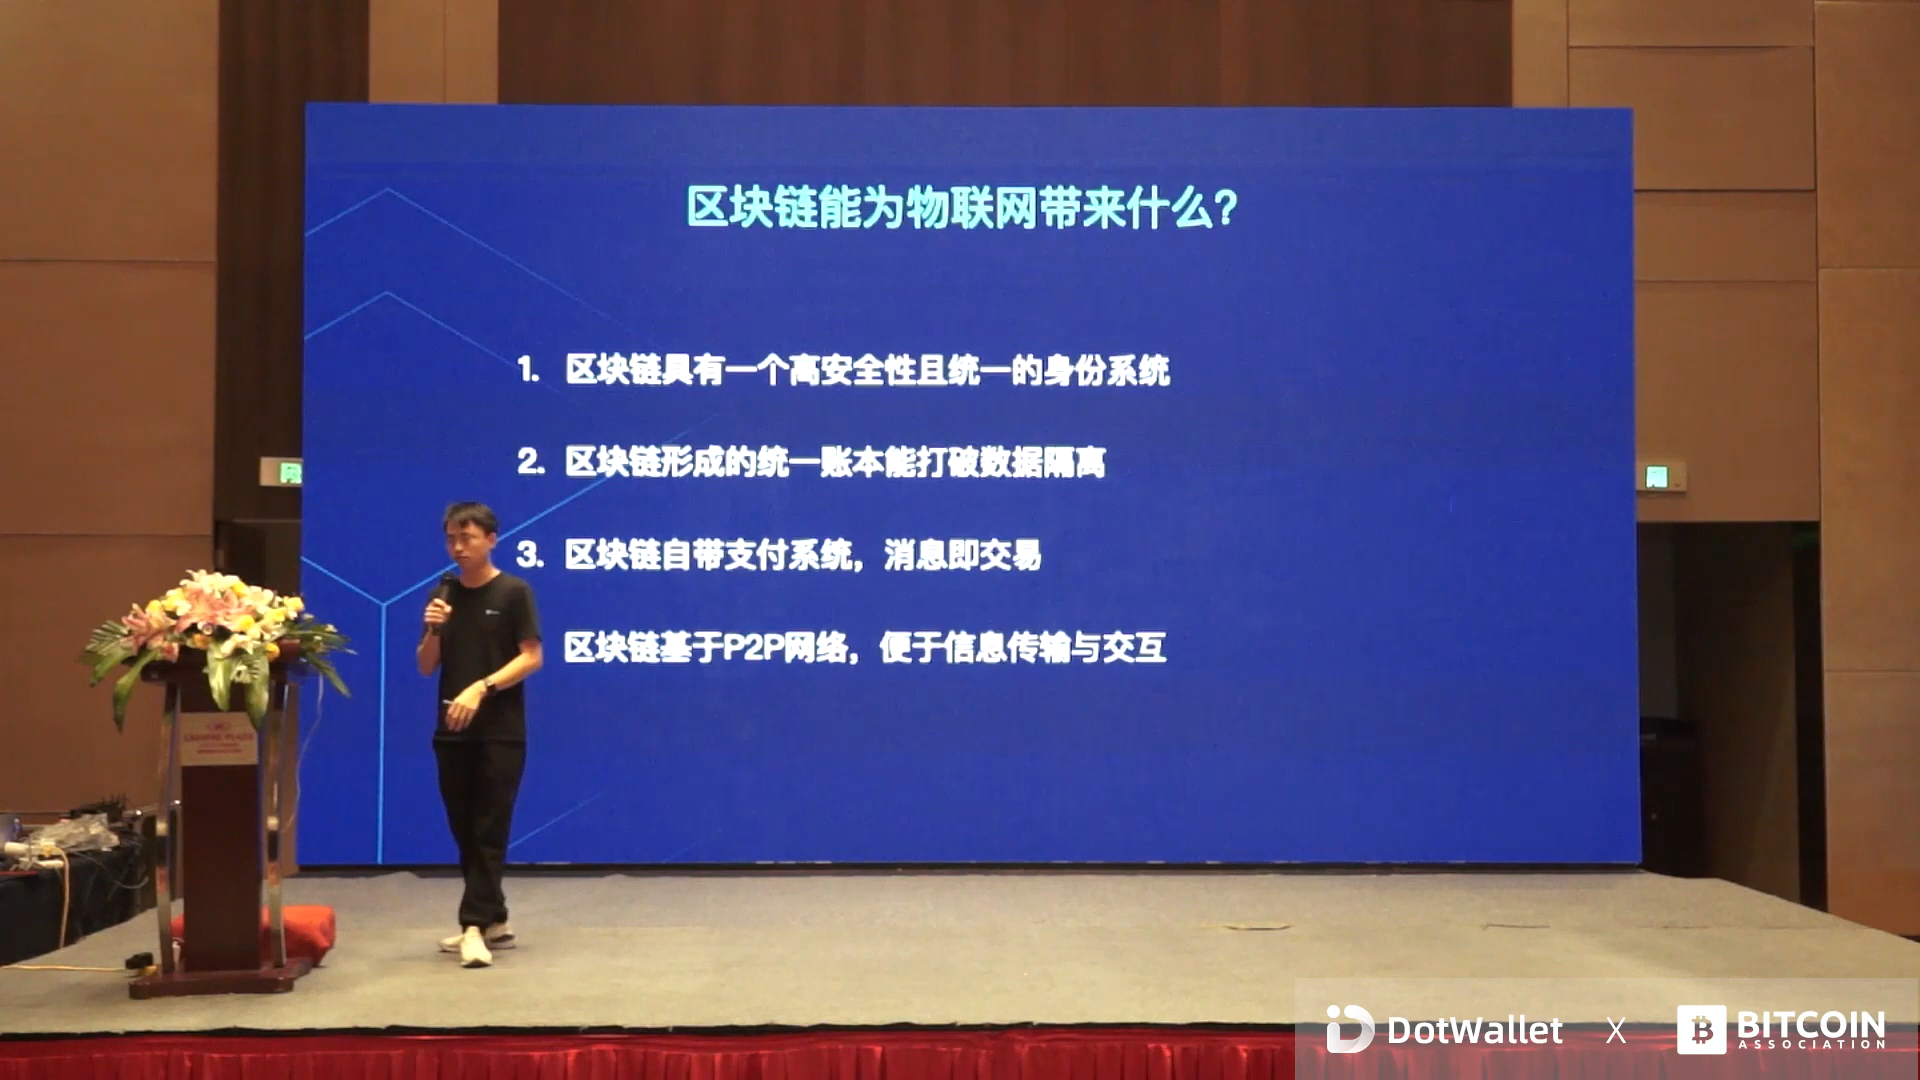 区块链能为物联网带来什么?
1. 区块链具有一个高安全性且统一的身份系统
2. 区块链形成的统一账本能打破数据隔离
3. 区块链自带支付系统，消息即交易
区块链基于P2P网络，便于信息传输与交互
CROWNE PLAZA
DotWallet X BITCOIN
ASSOCIATION